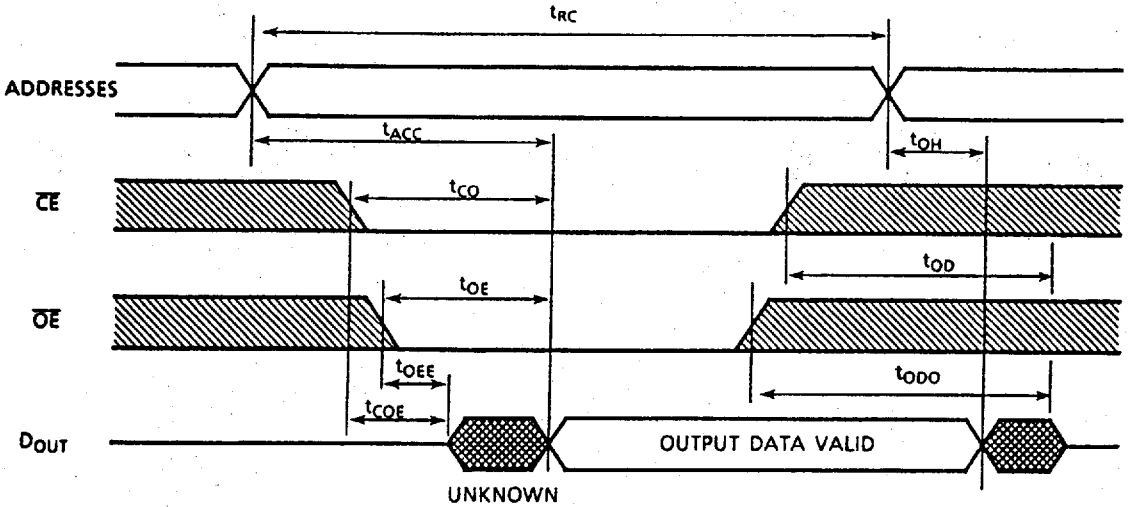 tRC
ADDRESSES
tACC
tOH
CE
tCO
tOD
OE
tOE
tOEE
tODO
tCOE
DOUT
OUTPUT DATA VALID
UNKNOWN